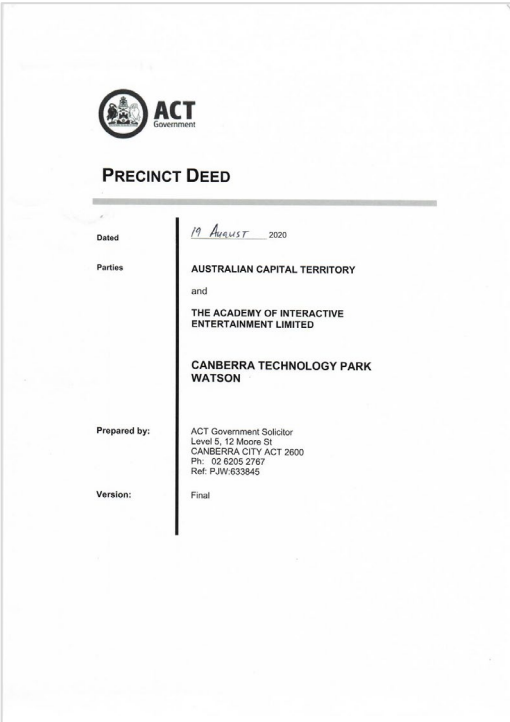 ACT
Government
PRECINCT DEED
Dated
19 August 2020
Parties
AUSTRALIAN CAPITAL TERRITORY
and
THE ACADEMY OF INTERACTIVE
ENTERTAINMENT LIMITED
CANBERRA TECHNOLOGY PARK
WATSON
Prepared by:
ACT Government Solicitor
Level 5, 12 Moore St
CANBERRA CITY ACT 2600
Ph: 02 6205 2767
Ref: PJW:633845
Version:
Final